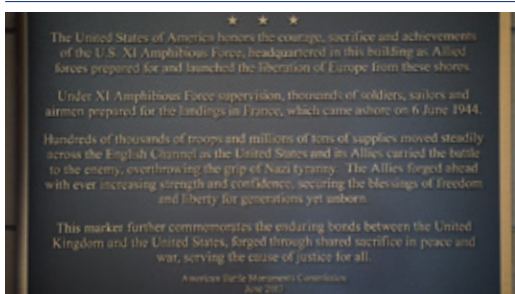 The United States of America honors the courage, sacrifice and achievements
of the U.S. XI Amphibious Force, headquartered in this building as Allied
forces prepared for and launched the liberation of Europe from these shores.
Under XI Amphibious Force supervision, thousands of soldiers, sailors and
airmen prepared for the landings in France, which came ashore on 6 June 1944.
Hundreds of thousands of troops and millions of tons of supplies moved steadily
across the English Channel as the United States and its Allies carried the battle
to the enemy, overthrowing the grip of Nazi tyranny. The Allies forged ahead
with ever increasing strength and confidence, securing the blessings of freedom
and liberty for generations yet unborn.
This marker further commemorates the enduring bonds between the United
Kingdom and the United States, forged through shared sacrifice in peace and
war, serving the cause of justice for all.
American Battle Monuments Commission
June